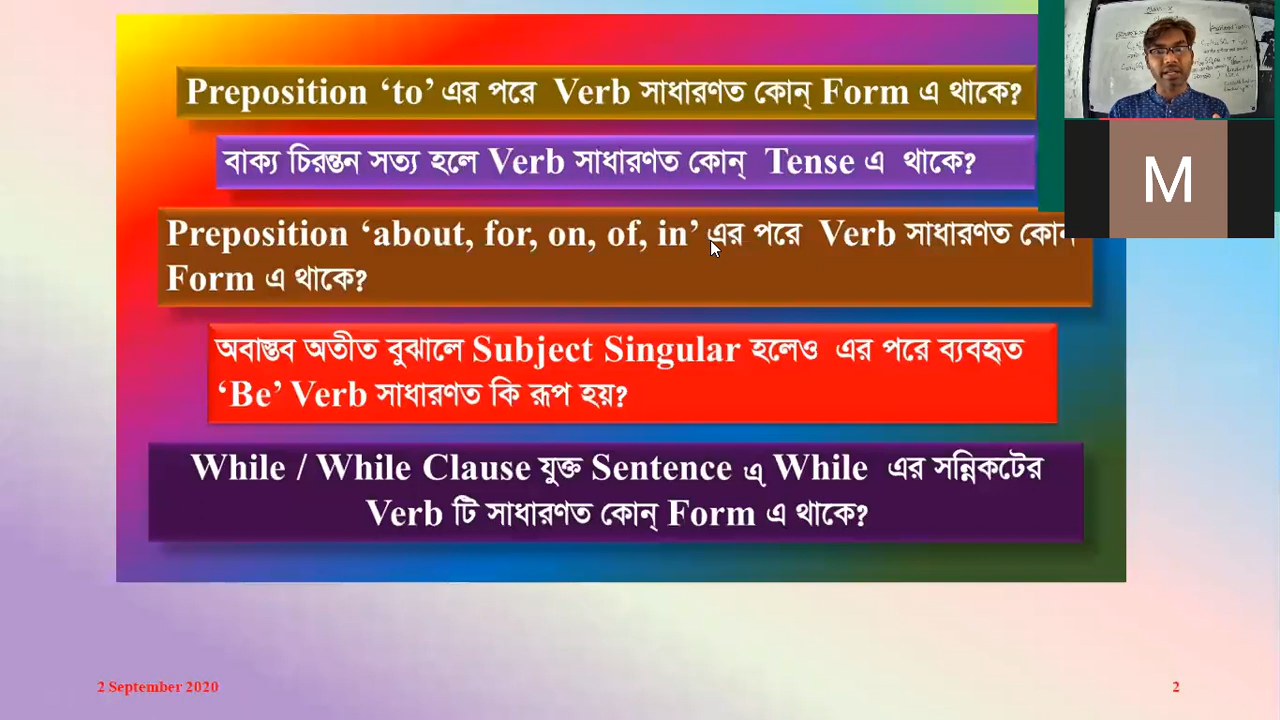 Preposition ‘to’ এর পরে Verb সাধারণত কোন্ Form এ থাকে?
বাক্য চিরন্তন সত্য হলে Verb সাধারণত কোন্ Tense এ থাকে?
Preposition ‘about, for, on, of, in’ এর পরে Verb সাধারণত কোন
Form এ থাকে?
অবাস্তব অতীত বুঝালে Subject Singular হলেও এর পরে ব্যবহৃত
‘Be’ Verb সাধারণত কি রূপ হয়?
While / While Clause যুক্ত Sentence এ্ While এর সন্নিকটের
Verb টি সাধারণত কোন্ Form এ থাকে?
M
2 September 2020
2